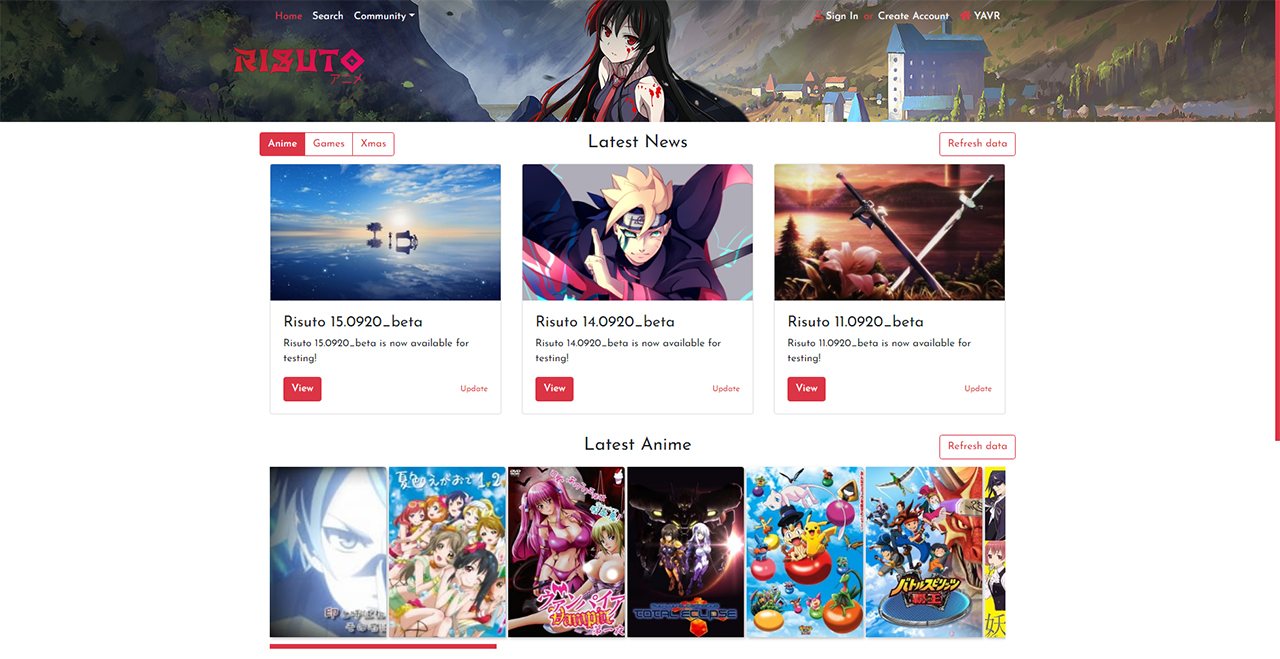 Home Search Community
Sign In or Create Account YAVR
RISUTO
アニメ
Anime Games Xmas
Latest News
Refresh data
Risuto 15.0920_beta
Risuto 15.0920_beta is now available for
testing!
View Update
Risuto 14.0920_beta
Risuto 14.0920_beta is now available for
testing!
View Update
Risuto 11.0920_beta
Risuto 11.0920_beta is now available for
testing!
View Update
Latest Anime
Refresh data
夏色えがおで1,2
DVD
ヴァンパイア
TOTAL ECLIPSE
バトルスピリッツ
覇王
妖